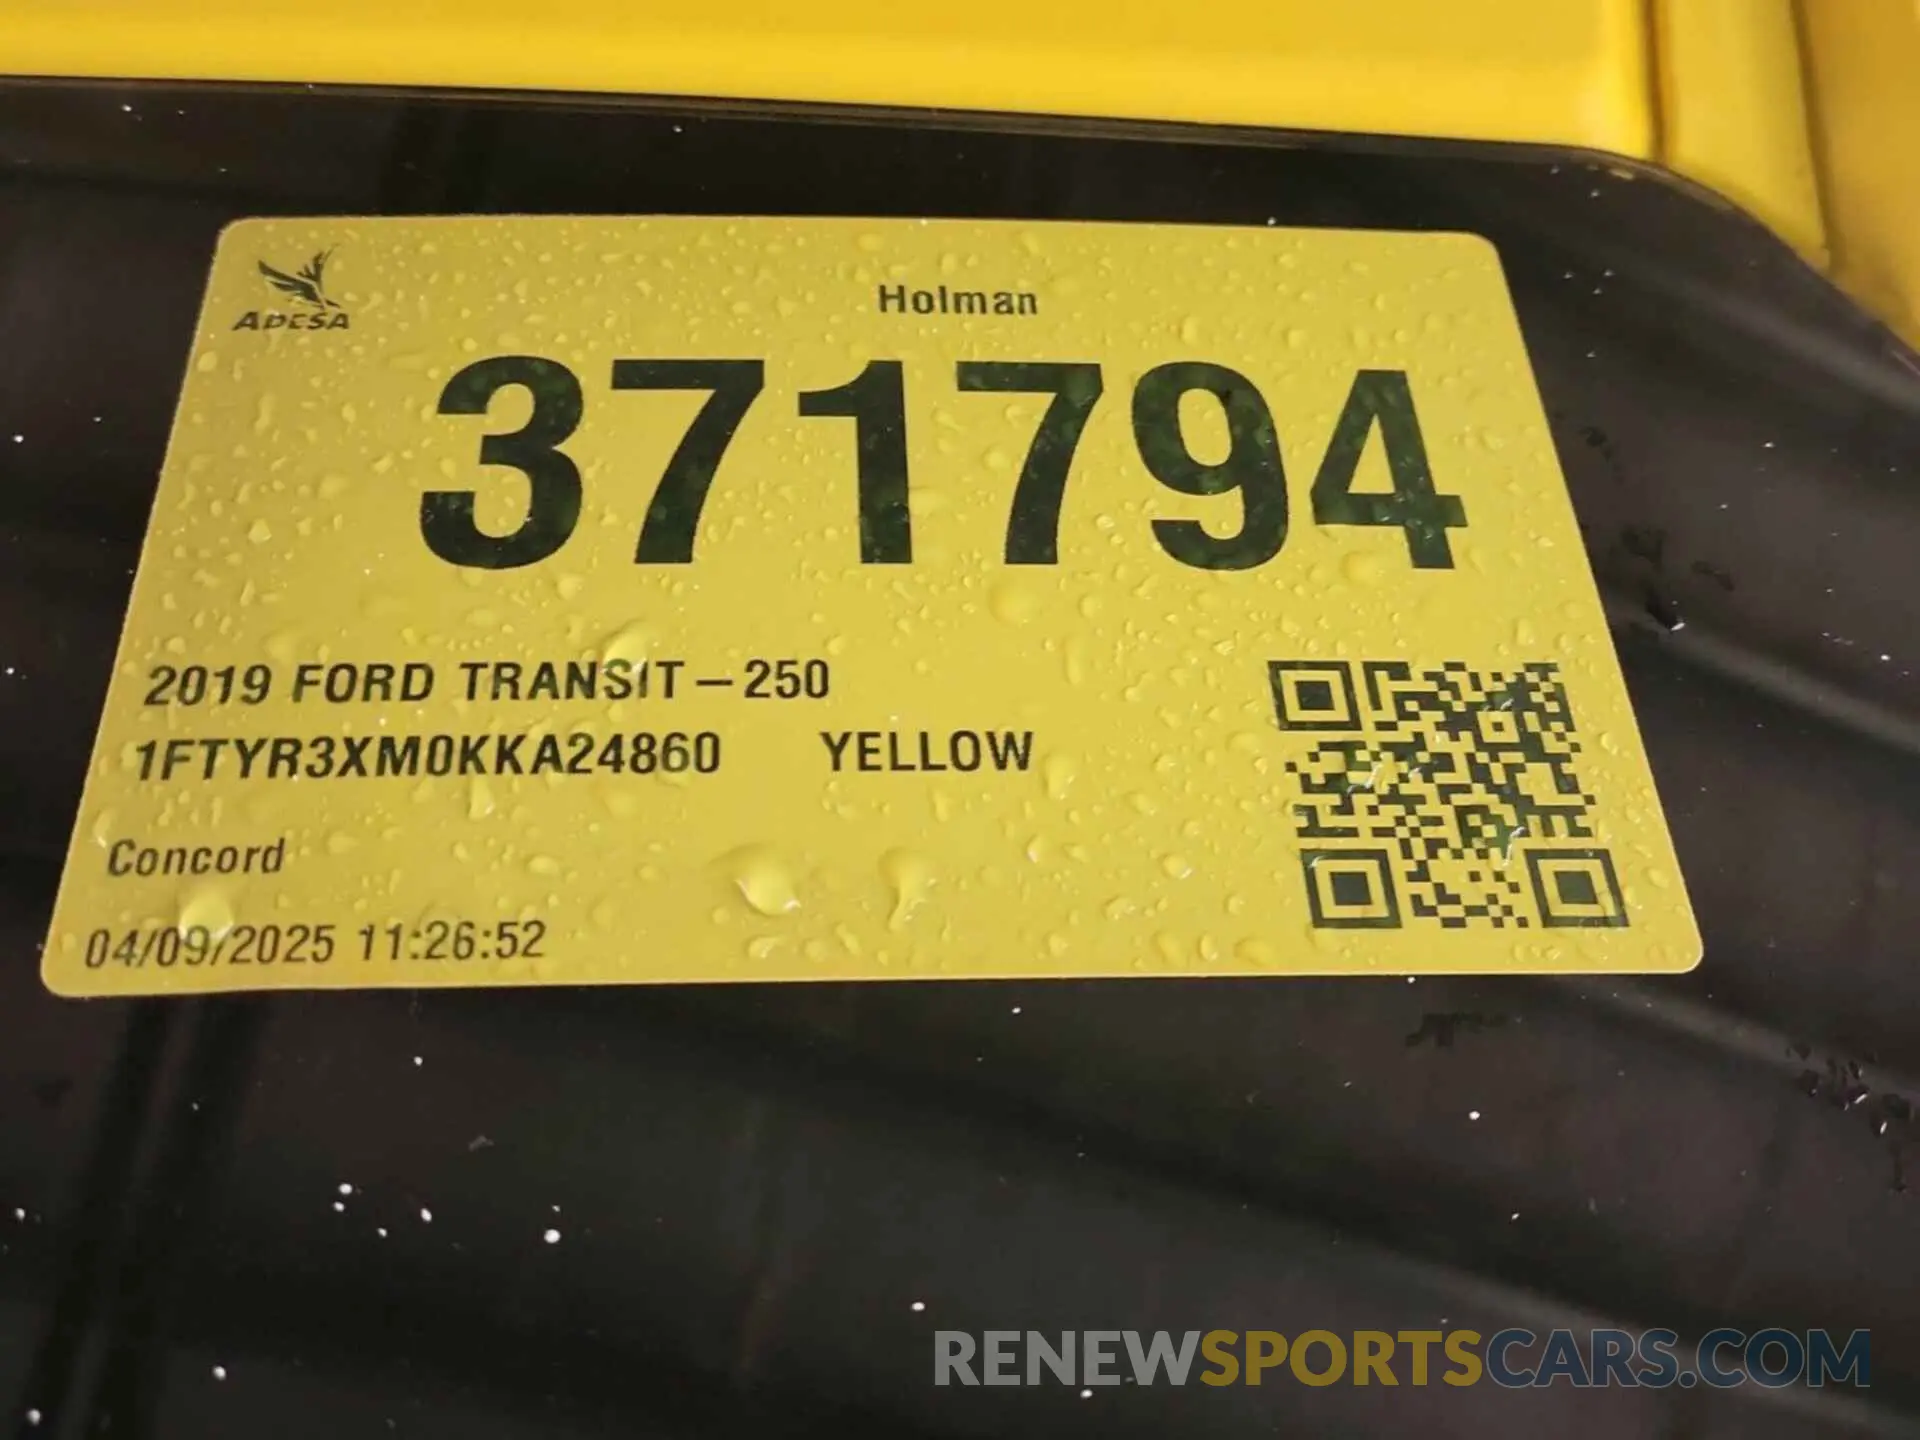 ADESA
Holman
371794
2019 FORD TRANSIT-250
1FTYR3XM0KKA24860 YELLOW
Concord
04/09/2025 11:26:52
RENEWSPORTSCARS.COM